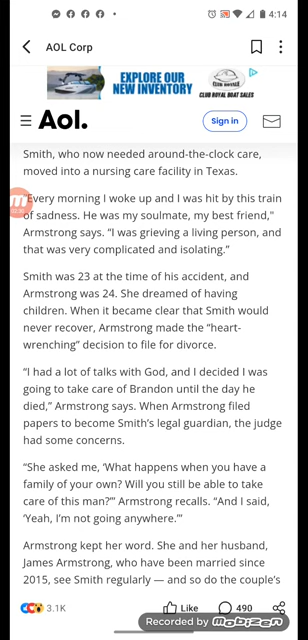 4:14
AOL Corp
EXPLORE OUR
NEW INVENTORY
CLUB ROYALE
CLUB ROYAL BOAT SALES
Aol.
Sign in
Smith, who now needed around-the-clock care,
moved into a nursing care facility in Texas.
"Every morning I woke up and I was hit by this train
of sadness. He was my soulmate, my best friend,"
Armstrong says. "I was grieving a living person, and
that was very complicated and isolating."
Smith was 23 at the time of his accident, and
Armstrong was 24. She dreamed of having
children. When it became clear that Smith would
never recover, Armstrong made the "heart-
wrenching" decision to file for divorce.
"I had a lot of talks with God, and I decided I was
going to take care of Brandon until the day he
died," Armstrong says. When Armstrong filed
papers to become Smith's legal guardian, the judge
had some concerns.
"She asked me, 'What happens when you have a
family of your own? Will you still be able to take
care of this man?'" Armstrong recalls. "And I said,
'Yeah, I'm not going anywhere.'"
Armstrong kept her word. She and her husband,
James Armstrong, who have been married since
2015, see Smith regularly — and so do the couple's
3.1K
Like
490
Recorded by MOBIZEN